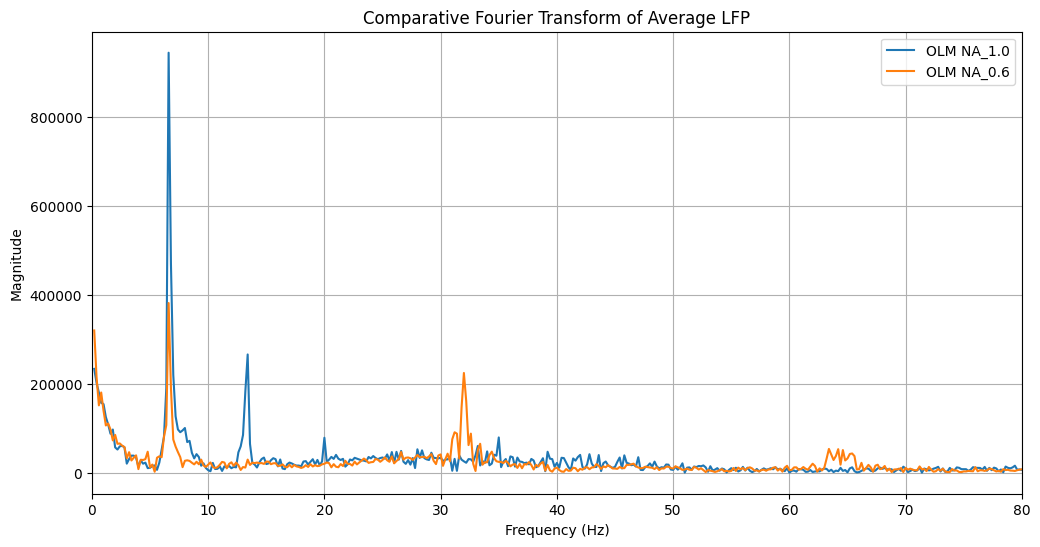 Comparative Fourier Transform of Average LFP
OLM NA_1.0
OLM NA_0.6
Magnitude
800000
600000
400000
200000
0
0 10 20 30 40 50 60 70 80
Frequency (Hz)